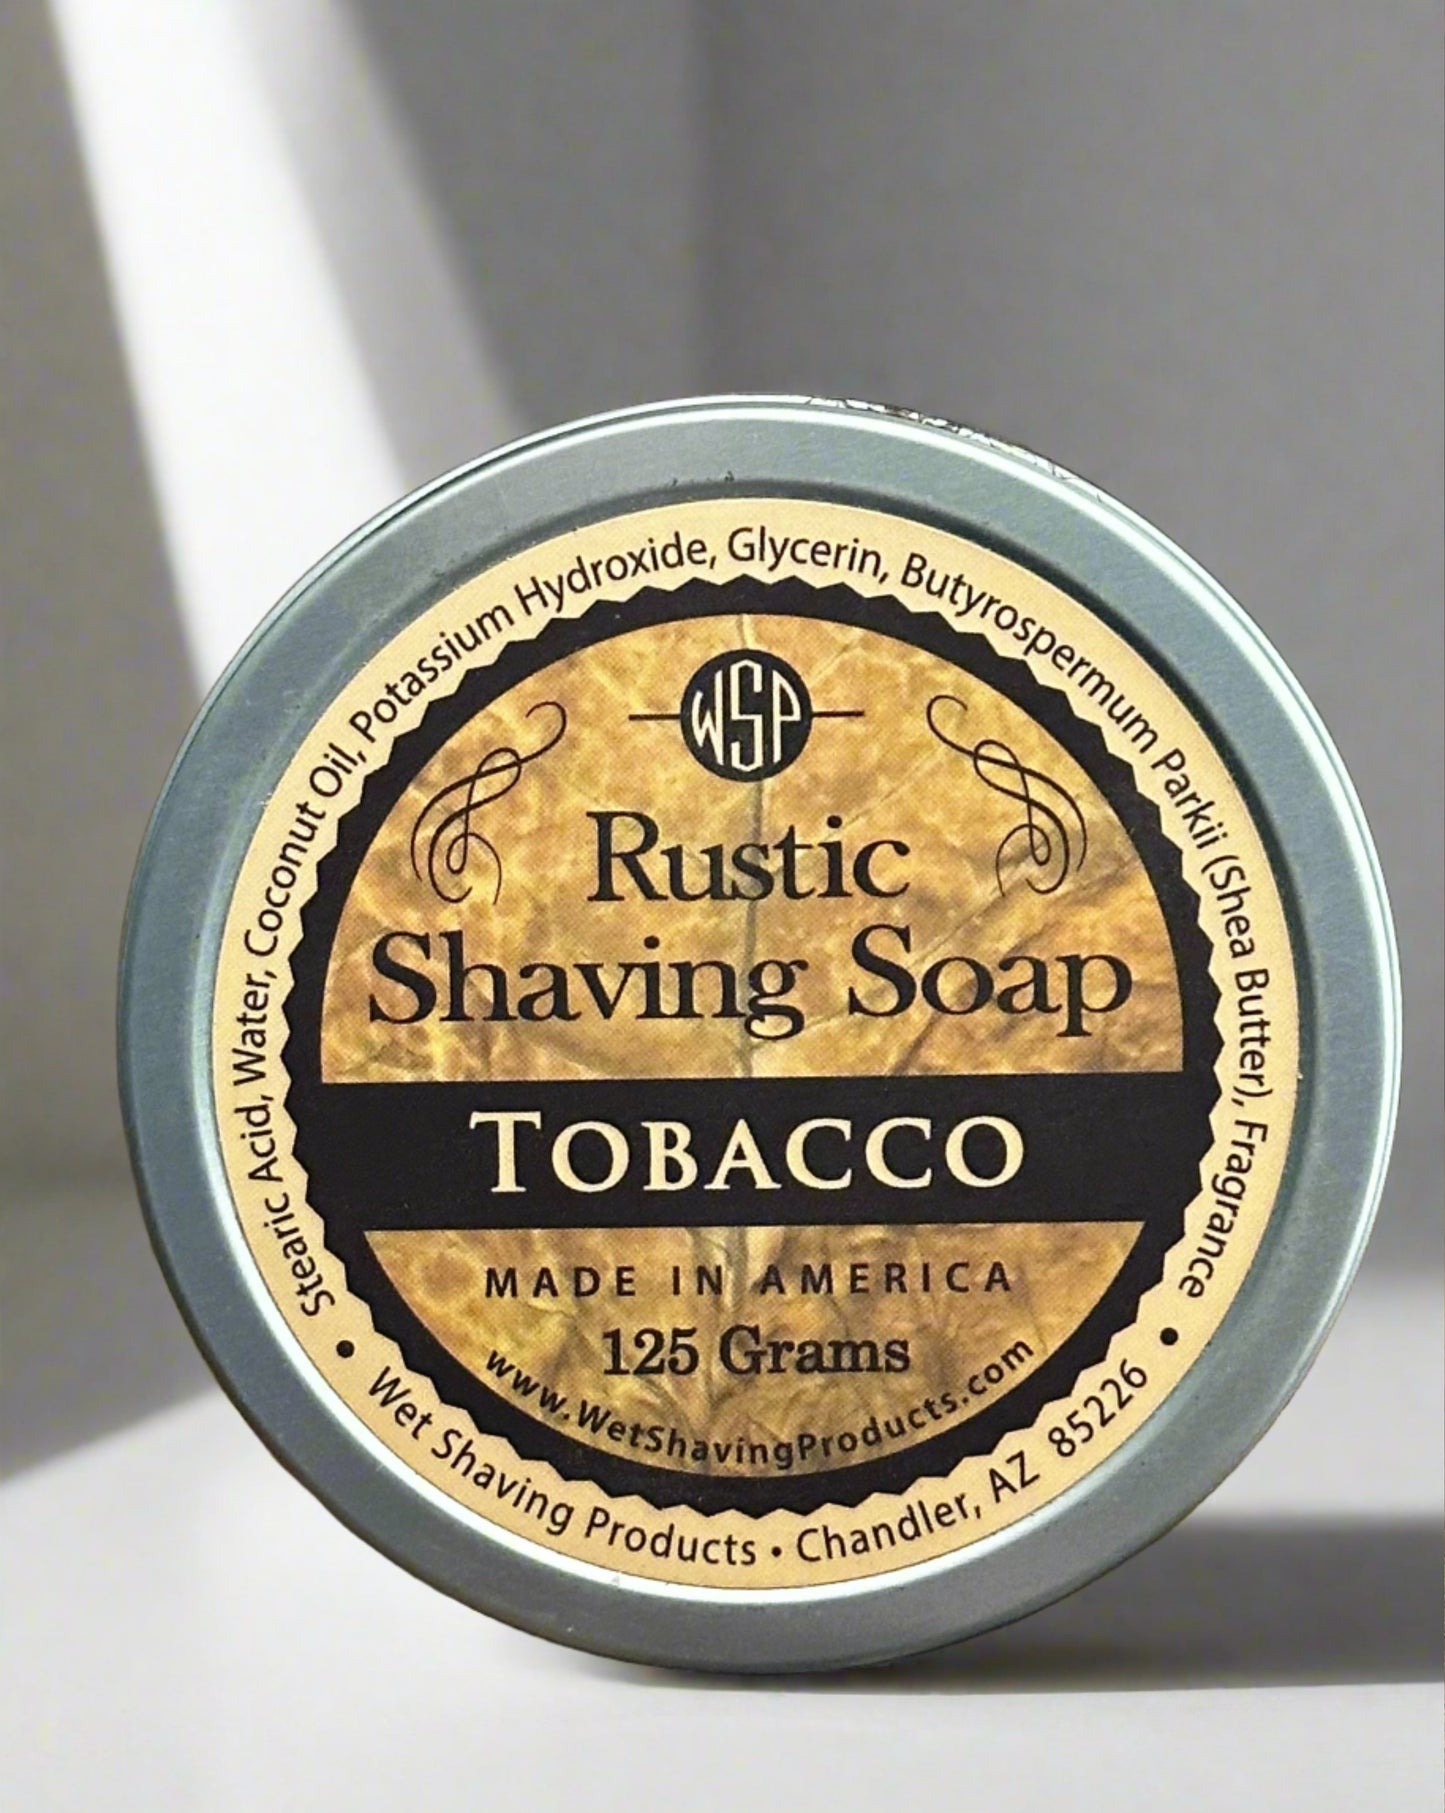 Stearic Acid, Water, Coconut Oil, Potassium Hydroxide, Glycerin, Butyrospermum Parkii (Shea Butter), Fragrance
WSP
Rustic
Shaving Soap
TOBACCO
MADE IN AMERICA
125 Grams
www.WetShavingProducts.com
• Wet Shaving Products • Chandler, AZ 85226 •